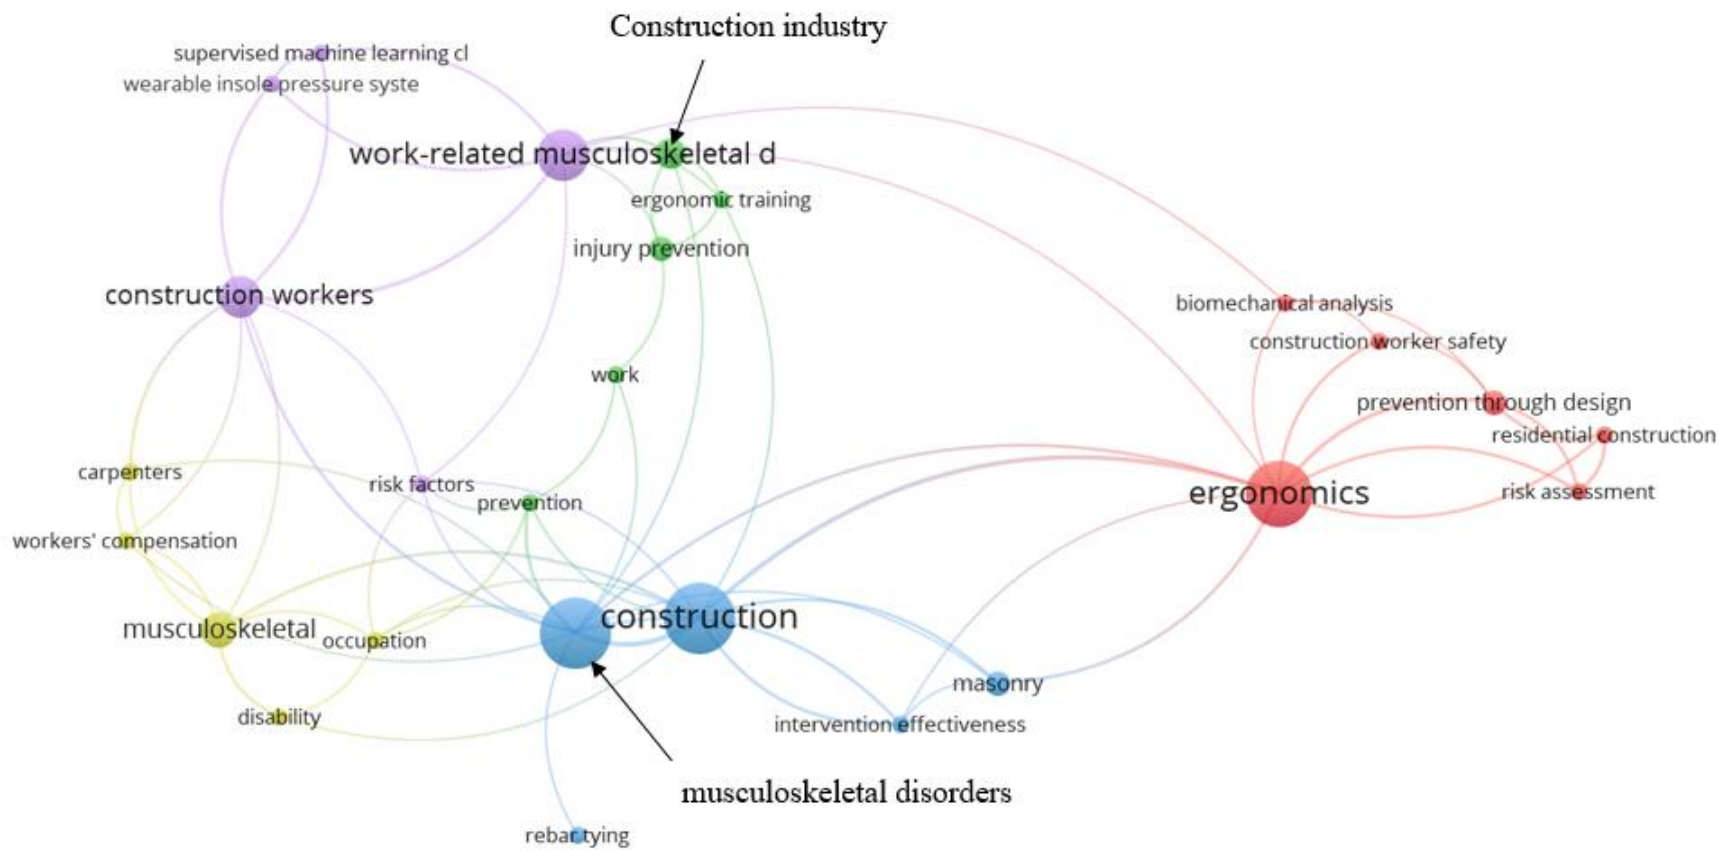 Construction industry
supervised machine learning cl
wearable insole pressure syste
work-related musculoskeletal d
ergonomic training
injury prevention
construction workers
biomechanical analysis
construction worker safety
work
prevention through design
residential construction
carpenters
risk factors
prevention
ergonomics
risk assessment
workers' compensation
construction
musculoskeletal
occupation
masonry
disability
intervention effectiveness
musculoskeletal disorders
rebar tying